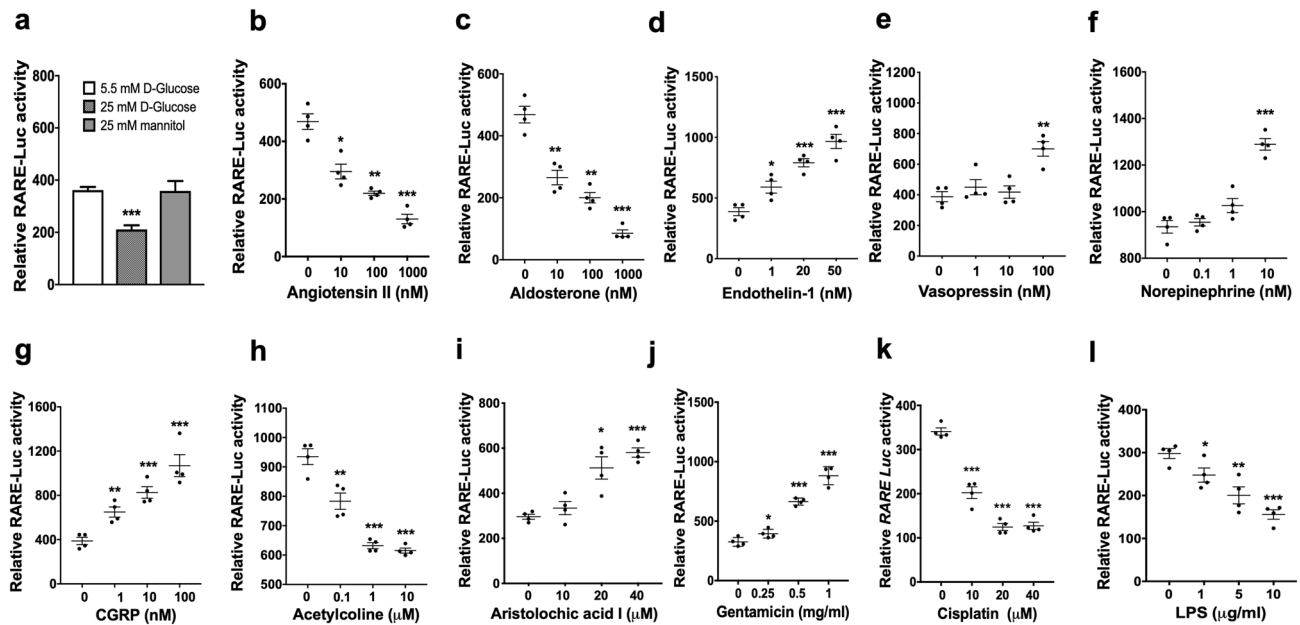 a
Relative RARE-Luc activity
800
600
400
200
0
5.5 mM D-Glucose
25 mM D-Glucose
25 mM mannitol
***
b
Relative RARE-Luc activity
600
400
200
0
*
**
***
0 10 100 1000
Angiotensin II (nM)
c
Relative RARE-Luc activity
600
400
200
0
**
**
***
0 10 100 1000
Aldosterone (nM)
d
Relative RARE-Luc activity
1500
1000
500
0
*
***
***
0 1 20 50
Endothelin-1 (nM)
e
Relative RARE-Luc activity
1200
1000
800
600
400
200
0
**
0 1 10 100
Vasopressin (nM)
f
Relative RARE-Luc activity
1600
1400
1200
1000
800
***
0 0.1 1 10
Norepinephrine (nM)
g
Relative RARE-Luc activity
1600
1200
800
400
0
**
***
***
0 1 10 100
CGRP (nM)
h
Relative RARE-Luc activity
1100
1000
900
800
700
600
500
**
***
***
0 0.1 1 10
Acetylcoline (μM)
i
Relative RARE-Luc activity
800
600
400
200
0
*
***
0 10 20 40
Aristolochic acid I (μM)
j
Relative RARE-Luc activity
1500
1000
500
0
*
***
***
0 0.25 0.5 1
Gentamicin (mg/ml)
k
Relative RARE Luc activity
400
300
200
100
0
***
***
***
0 10 20 40
Cisplatin (μM)
l
Relative RARE-Luc activity
400
300
200
100
0
*
**
***
0 1 5 10
LPS (μg/ml)